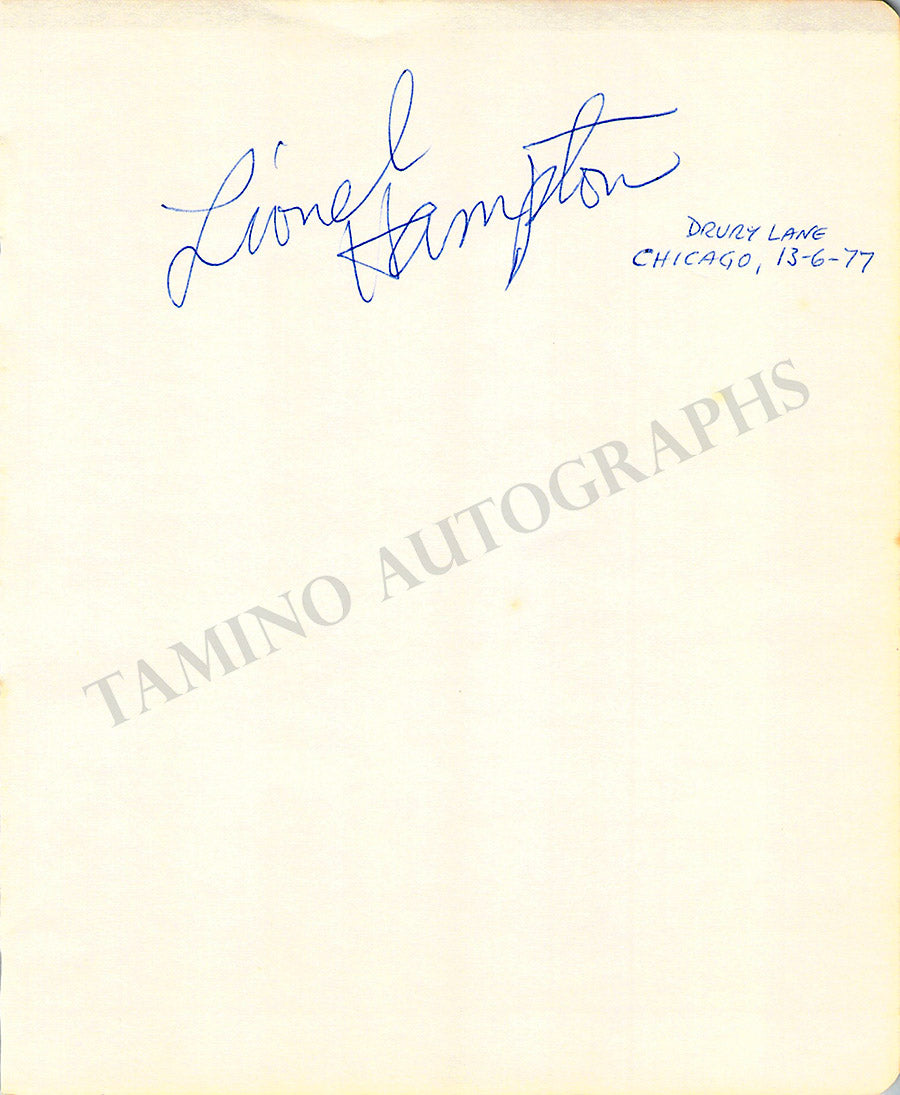 Lionel
Hampton
DRURY LANE
CHICAGO, 13-6-77
TAMINO AUTOGRAPHS